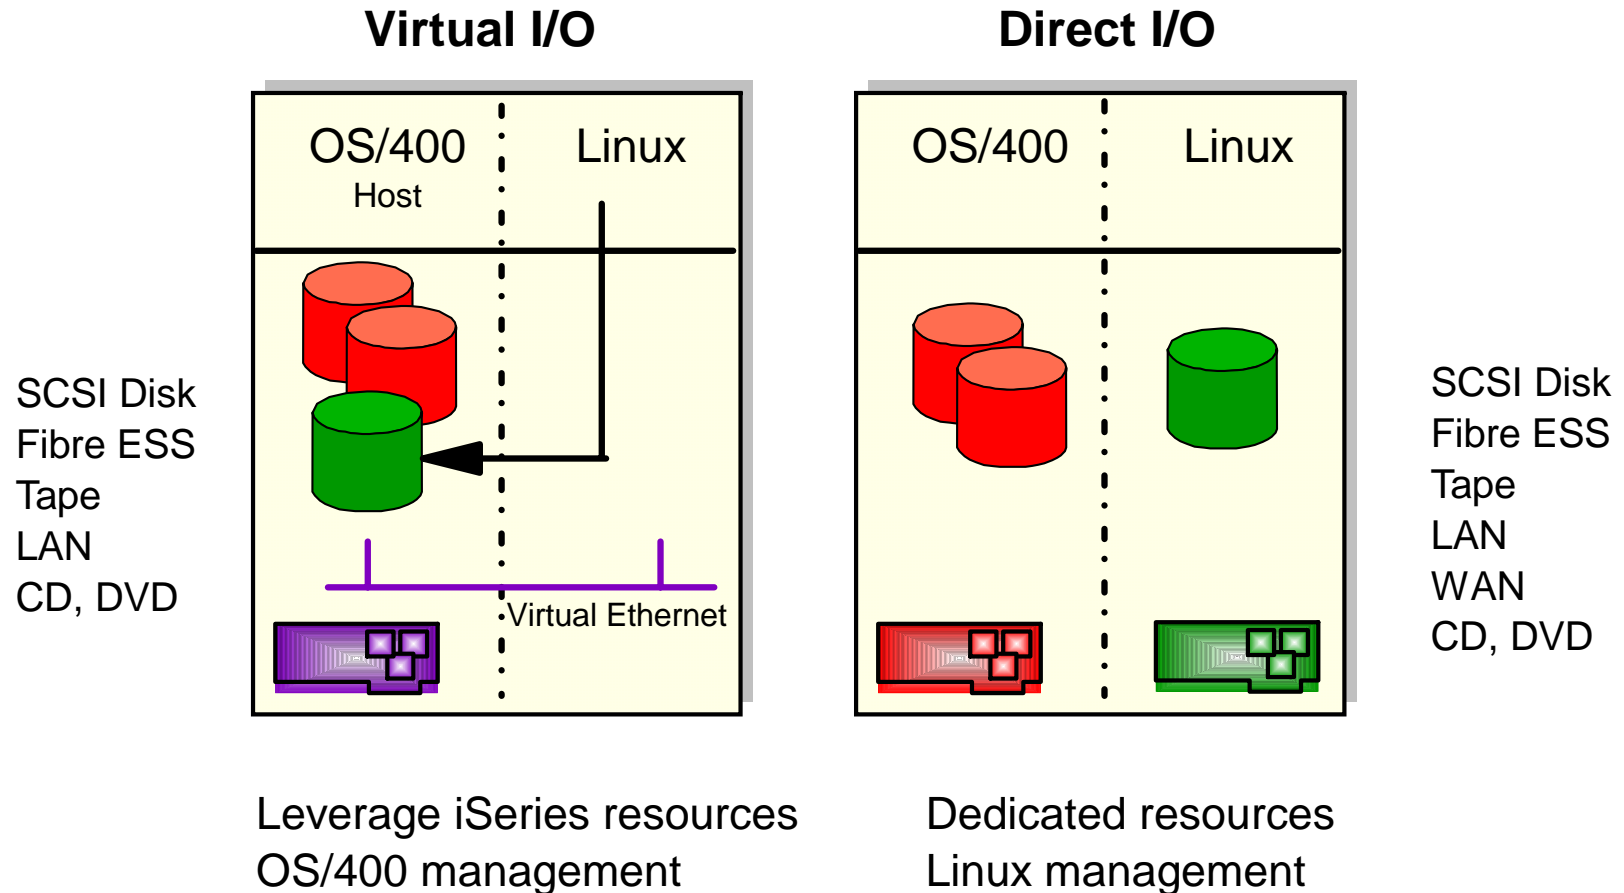 Virtual I/O
Direct I/O
OS/400
Host
Linux
OS/400
Linux
SCSI Disk
Fibre ESS
Tape
LAN
CD, DVD
Virtual Ethernet
SCSI Disk
Fibre ESS
Tape
LAN
WAN
CD, DVD
Leverage iSeries resources
OS/400 management
Dedicated resources
Linux management